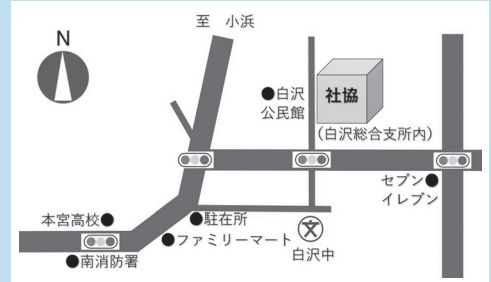 至 小浜
N
●白沢
公民館
社協
(白沢総合支所内)
セブン●
イレブン
本宮高校●
●駐在所
●ファミリーマート
文
白沢中
●南消防署